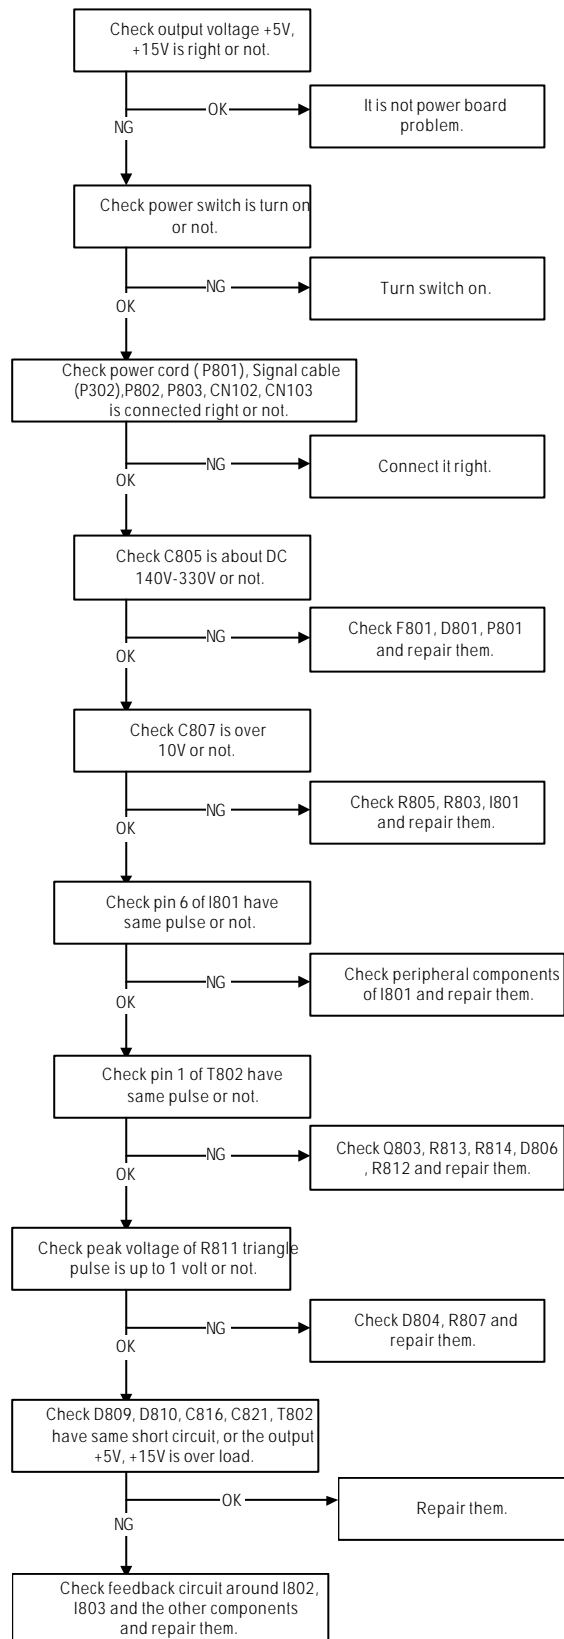 Check output voltage +5V,
+15V is right or not.
OK
It is not power board
problem.
NG
Check power switch is turn on
or not.
NG
Turn switch on.
OK
Check power cord ( P801), Signal cable
(P302),P802, P803, CN102, CN103
is connected right or not.
NG
Connect it right.
OK
Check C805 is about DC
140V-330V or not.
NG
Check F801, D801, P801
and repair them.
OK
Check C807 is over
10V or not.
NG
Check R805, R803, I801
and repair them.
OK
Check pin 6 of I801 have
same pulse or not.
NG
Check peripheral components
of I801 and repair them.
OK
Check pin 1 of T802 have
same pulse or not.
NG
Check Q803, R813, R814, D806
, R812 and repair them.
OK
Check peak voltage of R811 triangle
pulse is up to 1 volt or not.
NG
Check D804, R807 and
repair them.
OK
Check D809, D810, C816, C821, T802
have same short circuit, or the output
+5V, +15V is over load.
OK
Repair them.
NG
Check feedback circuit around I802,
I803 and the other components
and repair them.